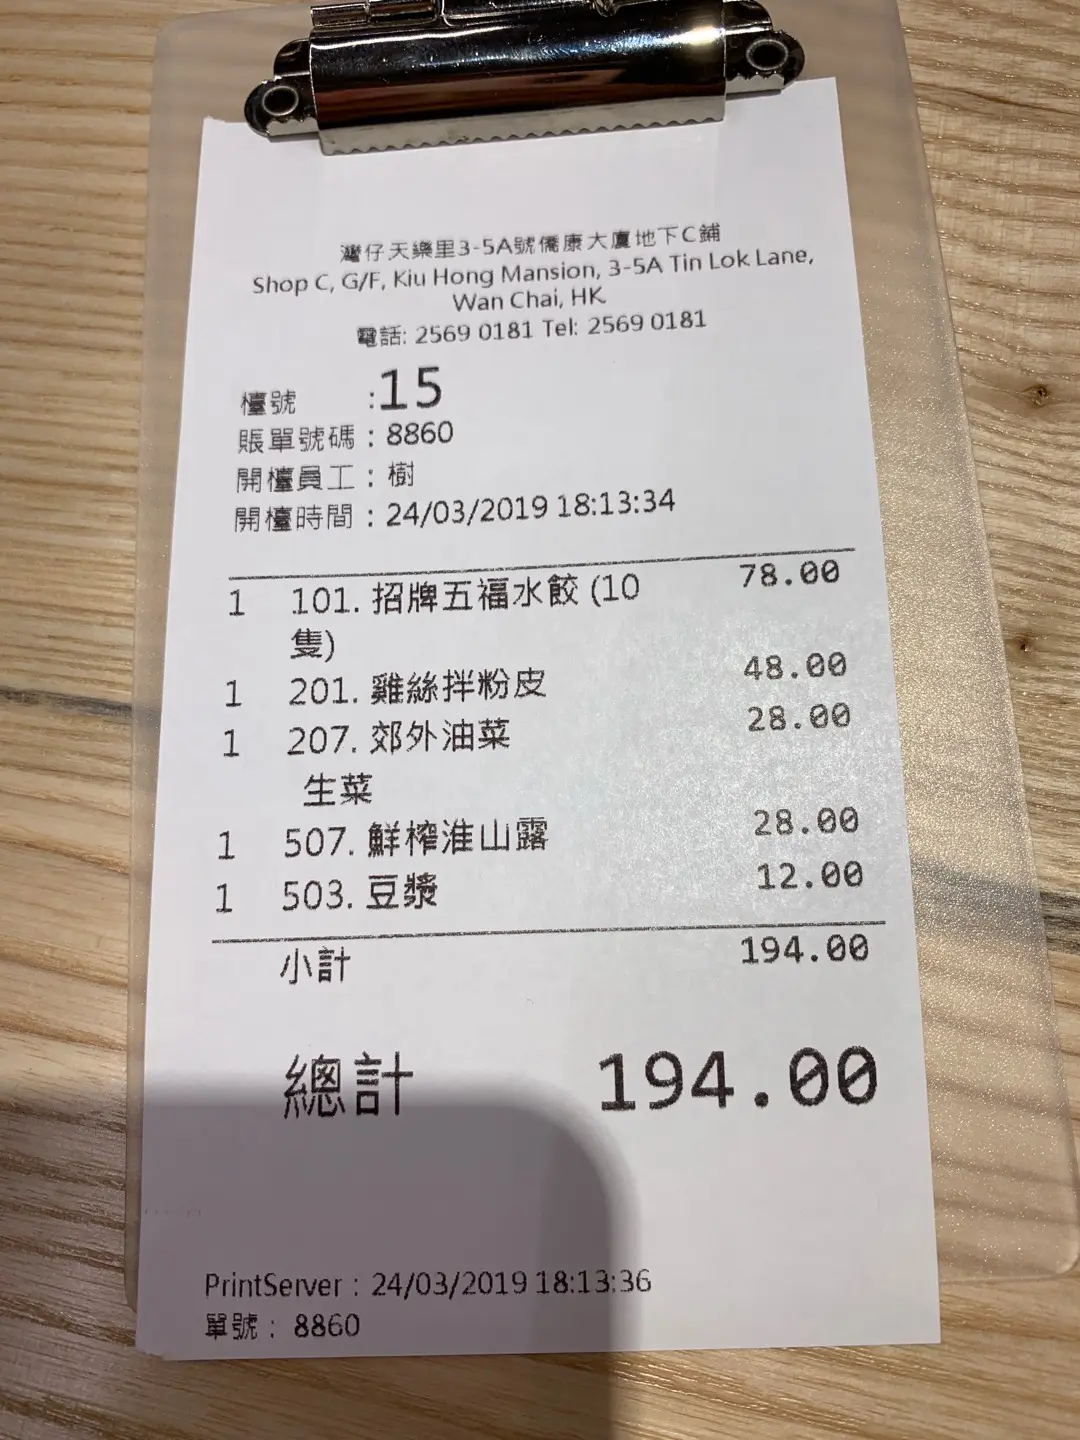 灣仔天樂里3-5A號僑康大廈地下C鋪
Shop C, G/F, Kiu Hong Mansion, 3-5A Tin Lok Lane,
Wan Chai, HK
電話: 2569 0181 Tel: 2569 0181
檯號 :15
賬單號碼 : 8860
開檯員工 : 樹
開檯時間 : 24/03/2019 18:13:34
1 101. 招牌五福水餃 (10 78.00
隻)
1 201. 雞絲拌粉皮 48.00
1 207. 郊外油菜 28.00
生菜
1 507. 鮮榨淮山露 28.00
1 503. 豆漿 12.00
小計 194.00
總計 194.00
PrintServer : 24/03/2019 18:13:36
單號 : 8860